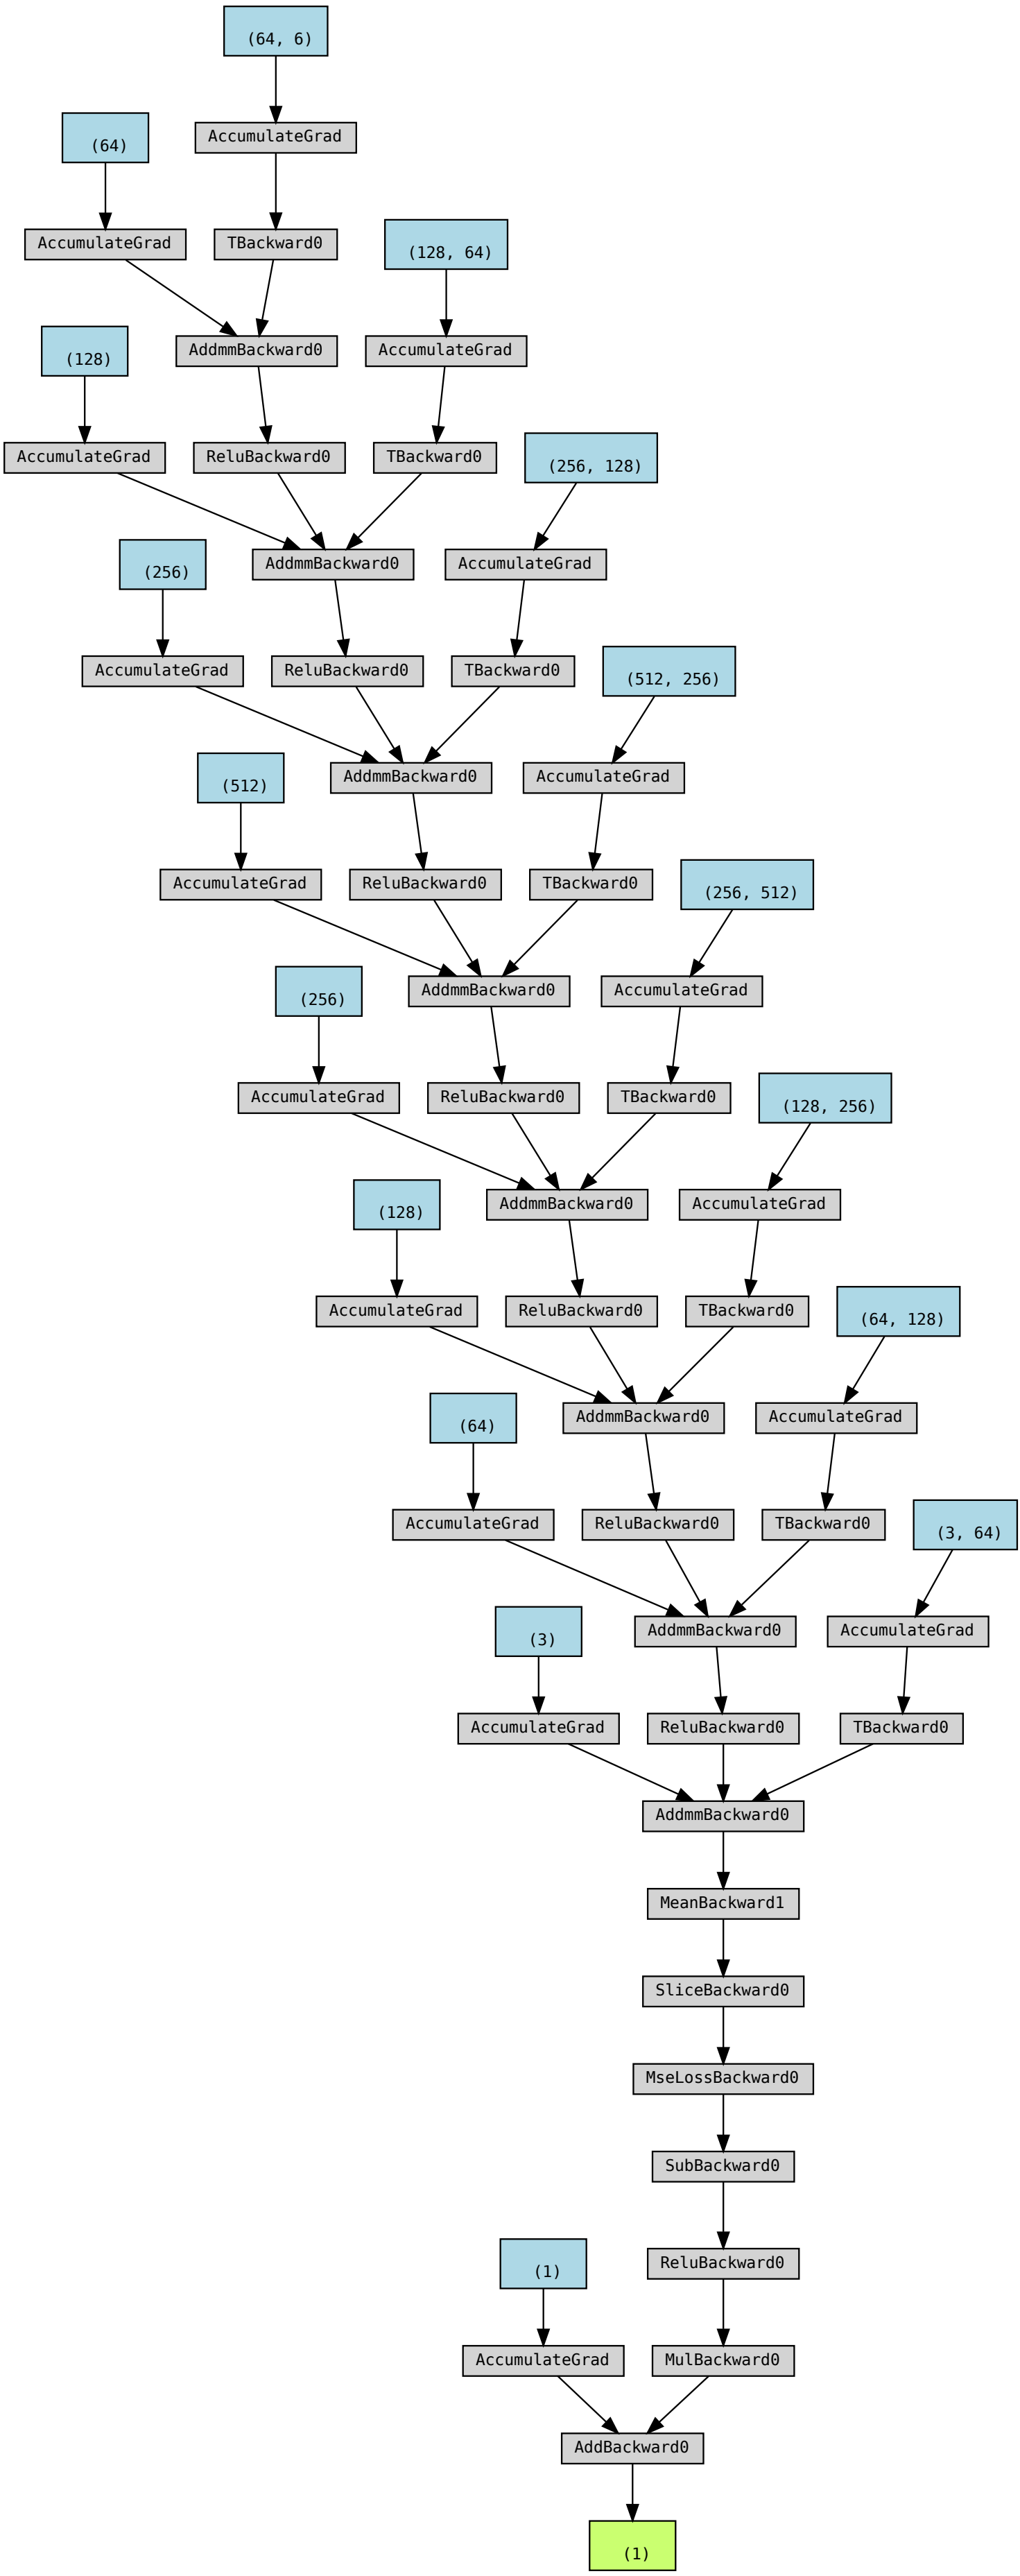 (64, 6)
(64)
AccumulateGrad
AccumulateGrad
TBackward0
(128, 64)
(128)
AddmmBackward0
AccumulateGrad
AccumulateGrad
ReluBackward0
TBackward0
(256, 128)
(256)
AddmmBackward0
AccumulateGrad
AccumulateGrad
ReluBackward0
TBackward0
(512, 256)
(512)
AddmmBackward0
AccumulateGrad
AccumulateGrad
ReluBackward0
TBackward0
(256, 512)
(256)
AddmmBackward0
AccumulateGrad
AccumulateGrad
ReluBackward0
TBackward0
(128, 256)
(128)
AddmmBackward0
AccumulateGrad
AccumulateGrad
ReluBackward0
TBackward0
(64, 128)
(64)
AddmmBackward0
AccumulateGrad
AccumulateGrad
ReluBackward0
TBackward0
(3, 64)
(3)
AddmmBackward0
AccumulateGrad
AccumulateGrad
ReluBackward0
TBackward0
AddmmBackward0
MeanBackward1
SliceBackward0
MseLossBackward0
SubBackward0
ReluBackward0
(1)
AccumulateGrad
MulBackward0
AddBackward0
(1)